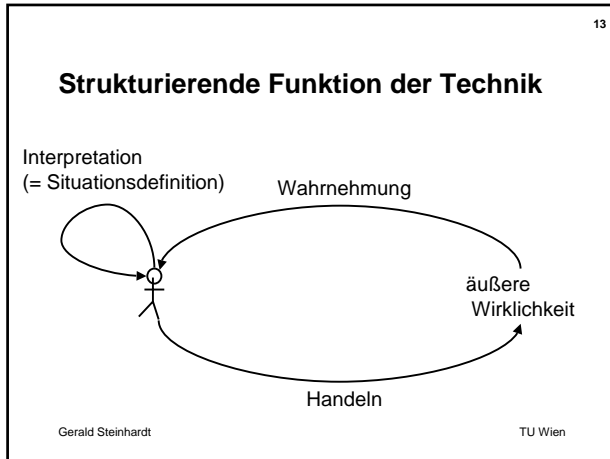 13
Strukturierende Funktion der Technik
Interpretation
(= Situationsdefinition)
Wahrnehmung
äußere
Wirklichkeit
Handeln
Gerald Steinhardt
TU Wien